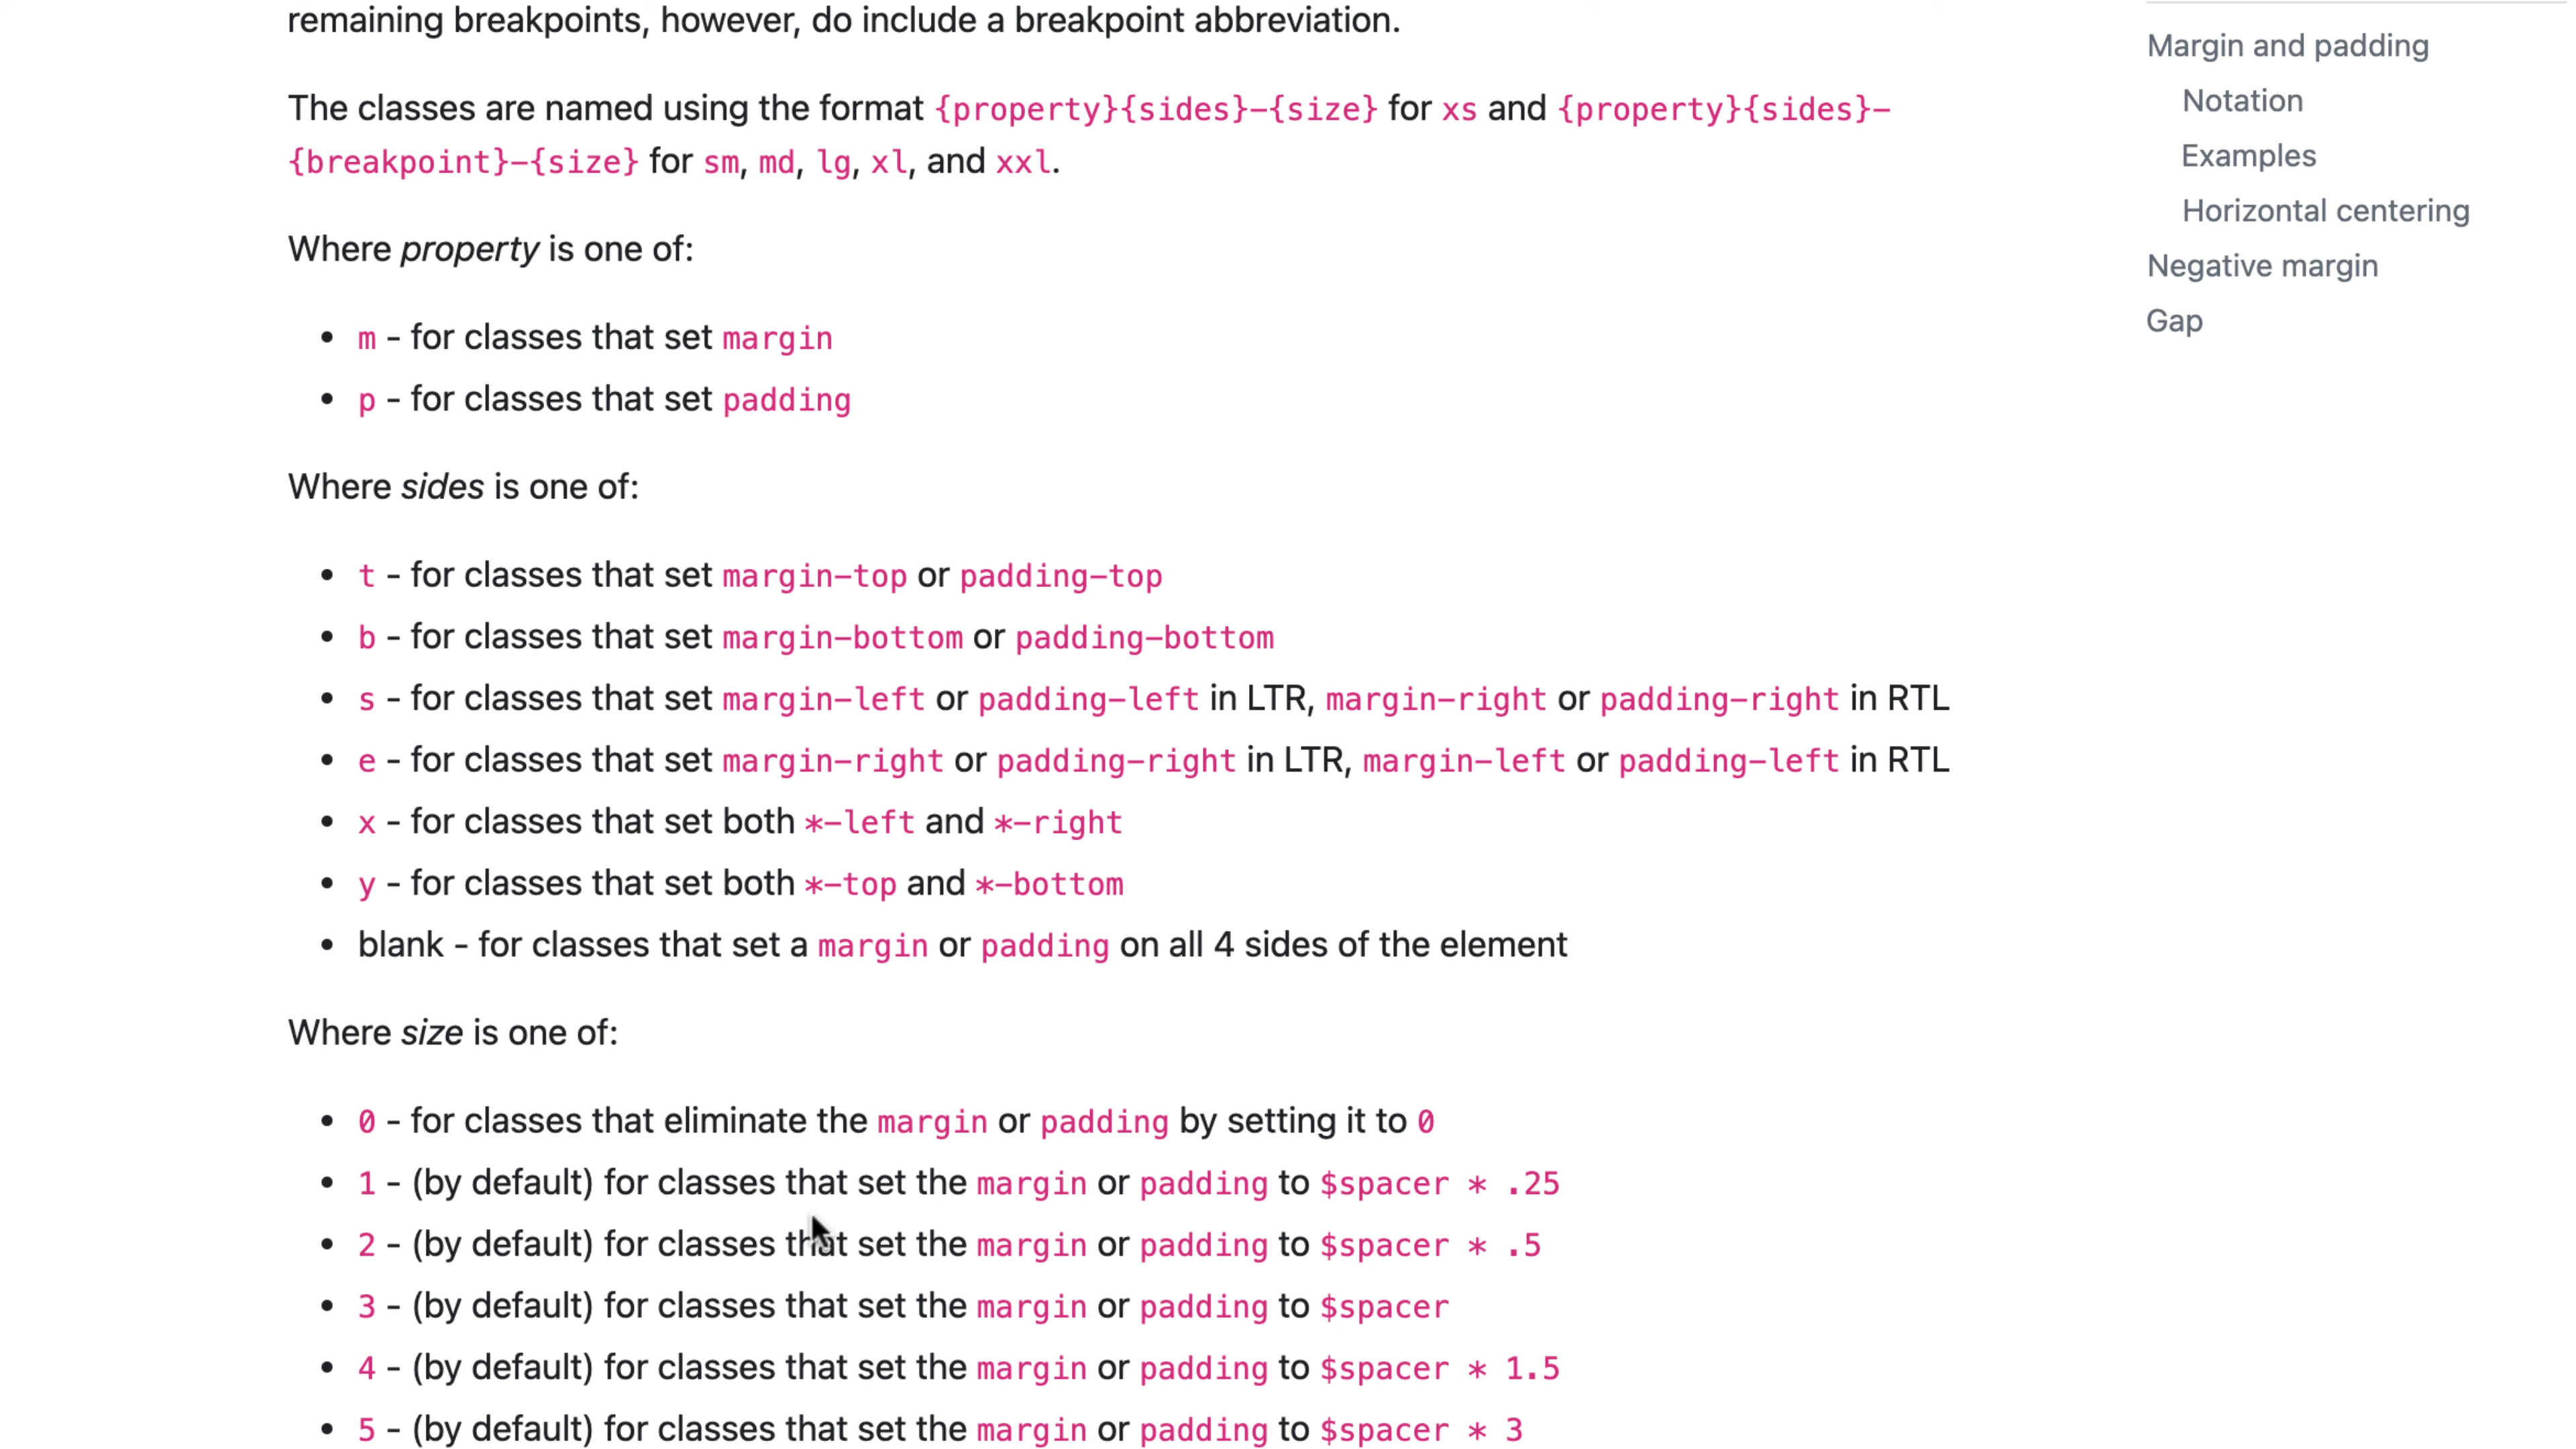 remaining breakpoints, however, do include a breakpoint abbreviation.
The classes are named using the format {property}{sides}-{size} for xs and {property}{sides}-
{breakpoint}-{size} for sm, md, lg, xl, and xxl.
Where property is one of:
• m - for classes that set margin
• p - for classes that set padding
Where sides is one of:
• t - for classes that set margin-top or padding-top
• b - for classes that set margin-bottom or padding-bottom
• s - for classes that set margin-left or padding-left in LTR, margin-right or padding-right in RTL
• e - for classes that set margin-right or padding-right in LTR, margin-left or padding-left in RTL
• x - for classes that set both *-left and *-right
• y - for classes that set both *-top and *-bottom
• blank - for classes that set a margin or padding on all 4 sides of the element
Where size is one of:
• 0 - for classes that eliminate the margin or padding by setting it to 0
• 1 - (by default) for classes that set the margin or padding to $spacer * .25
• 2 - (by default) for classes that set the margin or padding to $spacer * .5
• 3 - (by default) for classes that set the margin or padding to $spacer
• 4 - (by default) for classes that set the margin or padding to $spacer * 1.5
• 5 - (by default) for classes that set the margin or padding to $spacer * 3
Margin and padding
Notation
Examples
Horizontal centering
Negative margin
Gap